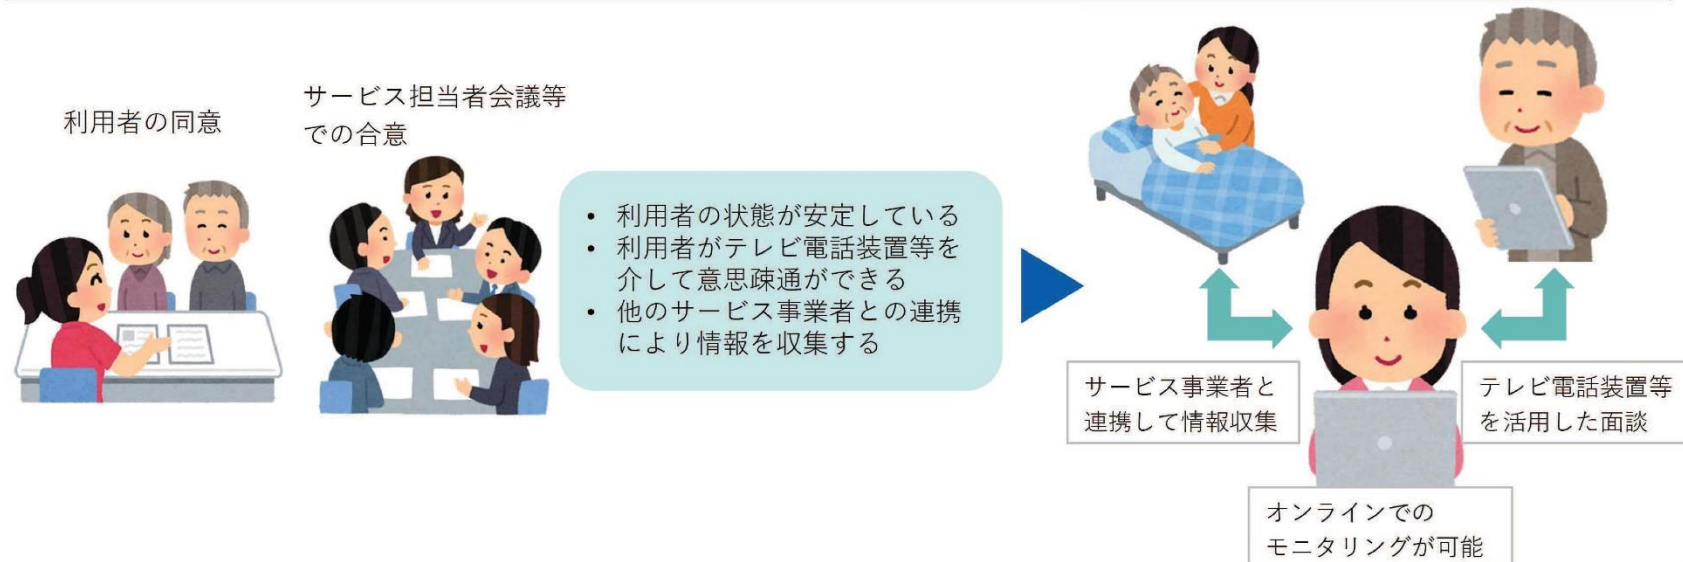 利用者の同意
サービス担当者会議等
での合意
• 利用者の状態が安定している
• 利用者がテレビ電話装置等を
介して意思疎通ができる
• 他のサービス事業者との連携
により情報を収集する
サービス事業者と
連携して情報収集
テレビ電話装置等
を活用した面談
オンラインでの
モニタリングが可能